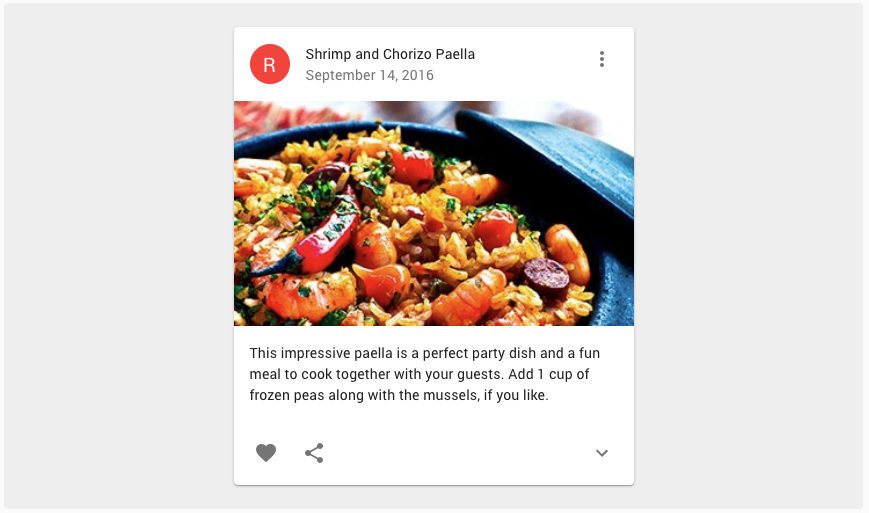 R
Shrimp and Chorizo Paella
September 14, 2016
This impressive paella is a perfect party dish and a fun
meal to cook together with your guests. Add 1 cup of
frozen peas along with the mussels, if you like.